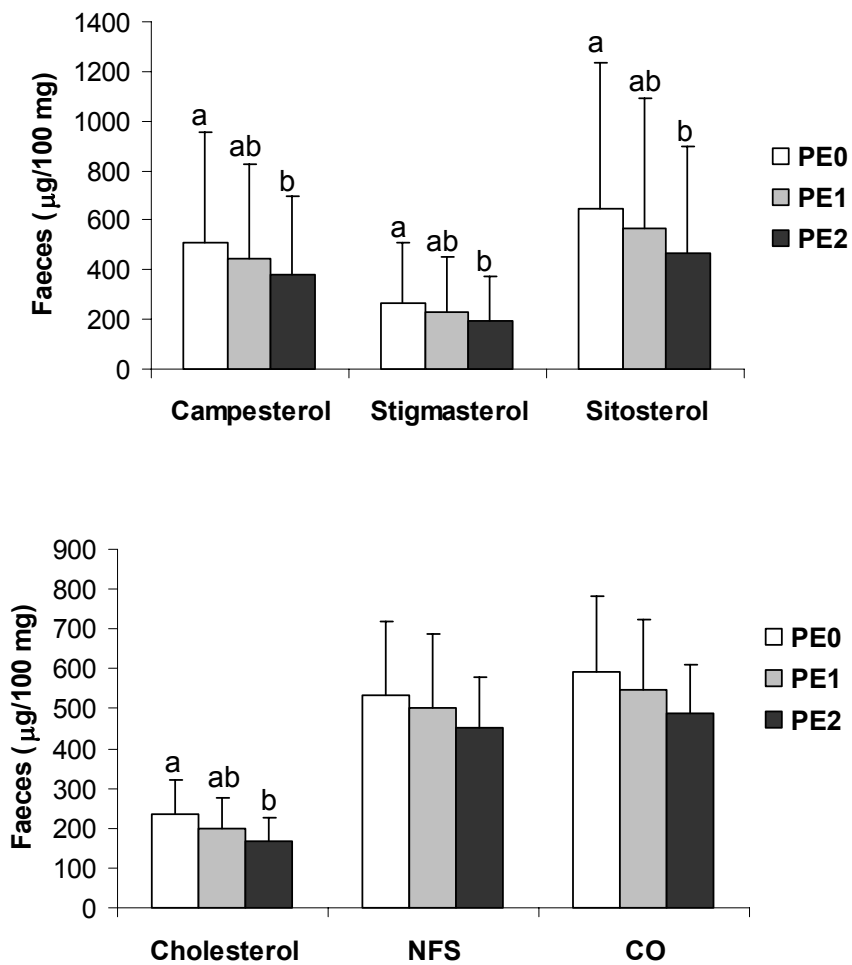 Faeces (µg/100 mg)
1400
1200
1000
800
600
400
200
0
a
ab
b
a
ab
b
a
ab
b
Campesterol Stigmasterol Sitosterol
PE0
PE1
PE2
Faeces (µg/100 mg)
900
800
700
600
500
400
300
200
100
0
a
ab
b
Cholesterol NFS CO
PE0
PE1
PE2